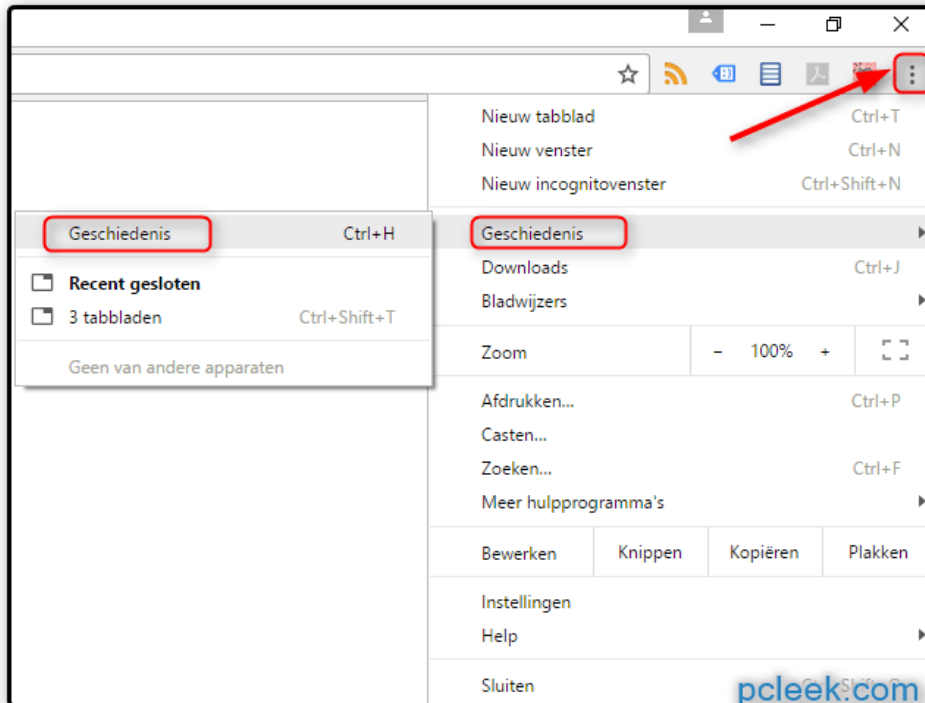 Nieuw tabblad Ctrl+T
Nieuw venster Ctrl+N
Nieuw incognitovenster Ctrl+Shift+N
Geschiedenis Ctrl+H
Recent gesloten
3 tabbladen Ctrl+Shift+T
Geen van andere apparaten
Geschiedenis
Downloads Ctrl+J
Bladwijzers
Zoom - 100% +
Afdrukken... Ctrl+P
Casten...
Zoeken... Ctrl+F
Meer hulpprogramma's
Bewerken Knippen Kopiëren Plakken
Instellingen
Help
Sluiten
pcleek.com